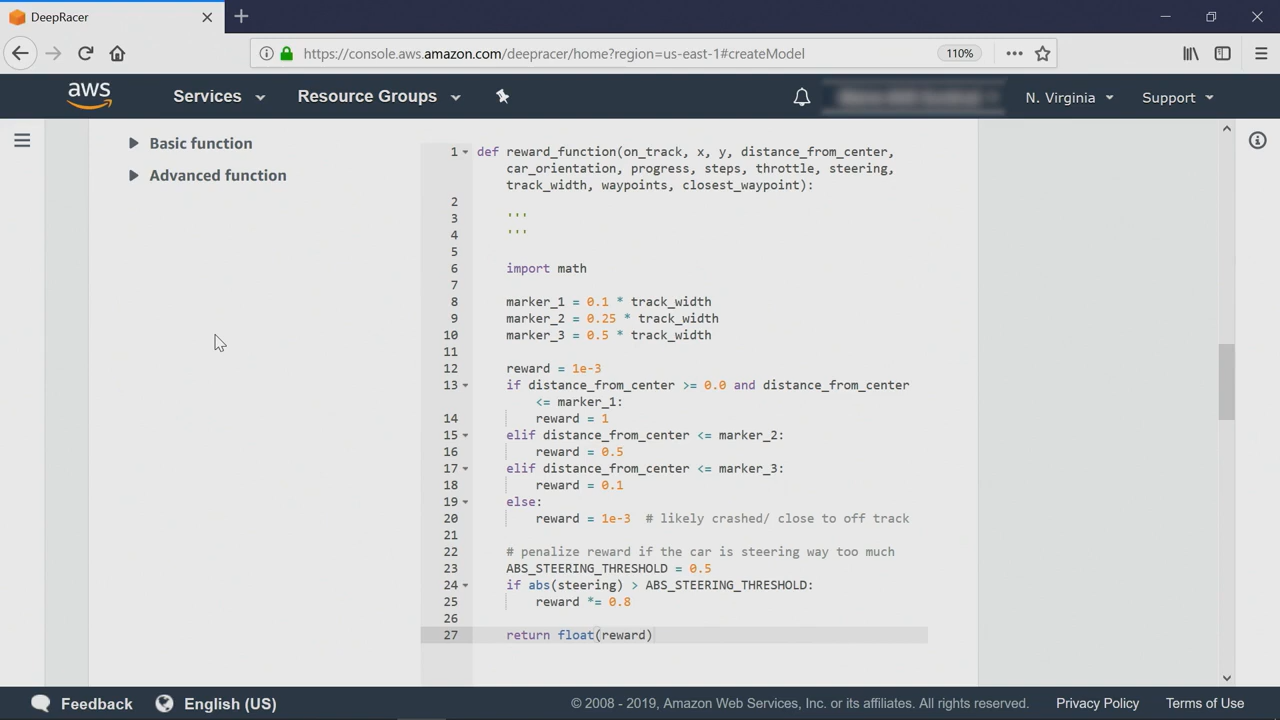 DeepRacer
https://console.aws.amazon.com/deepracer/home?region=us-east-1#createModel
110%
aws
Services
Resource Groups
N. Virginia
Support
Basic function
Advanced function
1 def reward_function(on_track, x, y, distance_from_center,
car_orientation, progress, steps, throttle, steering,
track_width, waypoints, closest_waypoint):
2
3 '''
4 '''
5
6 import math
7
8 marker_1 = 0.1 * track_width
9 marker_2 = 0.25 * track_width
10 marker_3 = 0.5 * track_width
11
12 reward = 1e-3
13 if distance_from_center >= 0.0 and distance_from_center
<= marker_1:
14 reward = 1
15 elif distance_from_center <= marker_2:
16 reward = 0.5
17 elif distance_from_center <= marker_3:
18 reward = 0.1
19 else:
20 reward = 1e-3 # likely crashed/ close to off track
21
22 # penalize reward if the car is steering way too much
23 ABS_STEERING_THRESHOLD = 0.5
24 if abs(steering) > ABS_STEERING_THRESHOLD:
25 reward *= 0.8
26
27 return float(reward)
Feedback
English (US)
© 2008 - 2019, Amazon Web Services, Inc. or its affiliates. All rights reserved.
Privacy Policy
Terms of Use